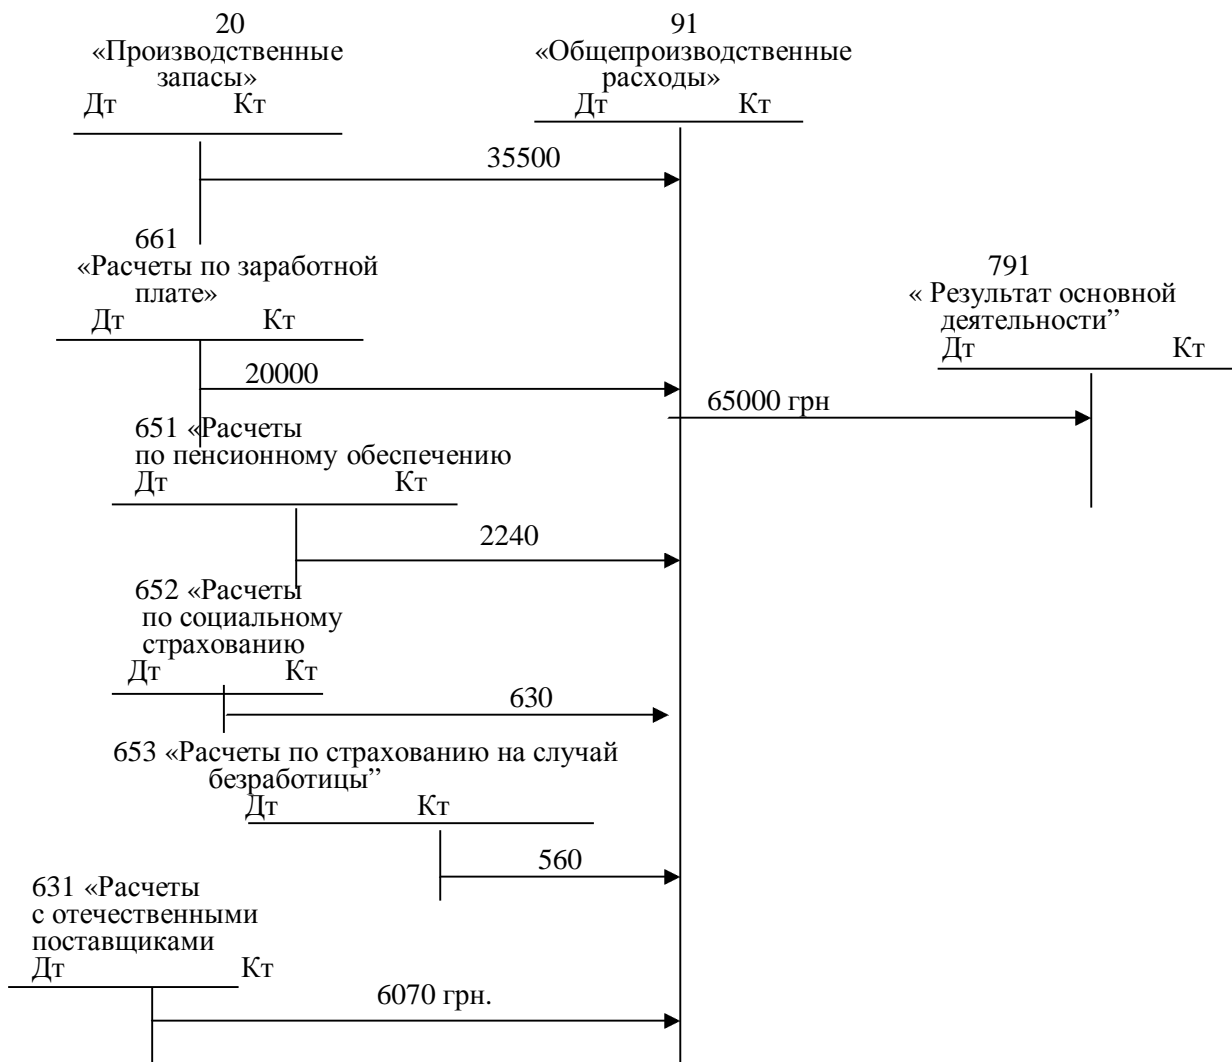 20
«Производственные
запасы»
Дт Кт
91
«Общепроизводственные
расходы»
Дт Кт
35500
661
«Расчеты по заработной
плате»
Дт Кт
20000
791
« Результат основной
деятельности”
Дт Кт
65000 грн
651 «Расчеты
по пенсионному обеспечению
Дт Кт
2240
652 «Расчеты
по социальному
страхованию
Дт Кт
630
653 «Расчеты по страхованию на случай
безработицы”
Дт Кт
560
631 «Расчеты
с отечественными
поставщиками
Дт Кт
6070 грн.